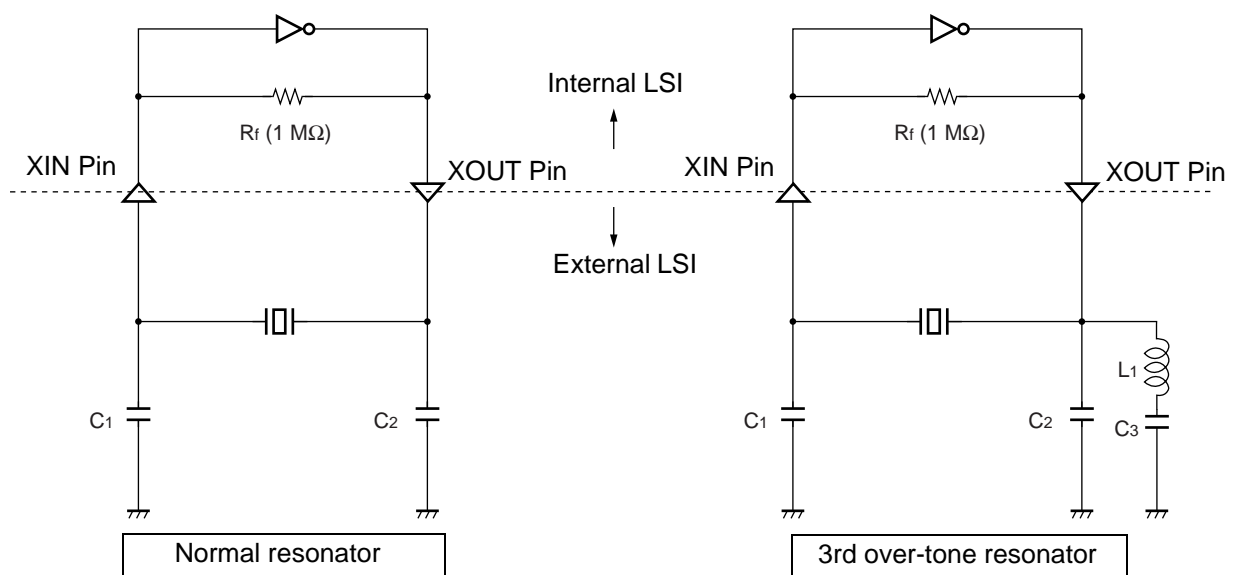 Rf (1 MΩ)
XIN Pin
XOUT Pin
C1
C2
Normal resonator
Internal LSI
External LSI
Rf (1 MΩ)
XIN Pin
XOUT Pin
C1
C2
L1
C3
3rd over-tone resonator